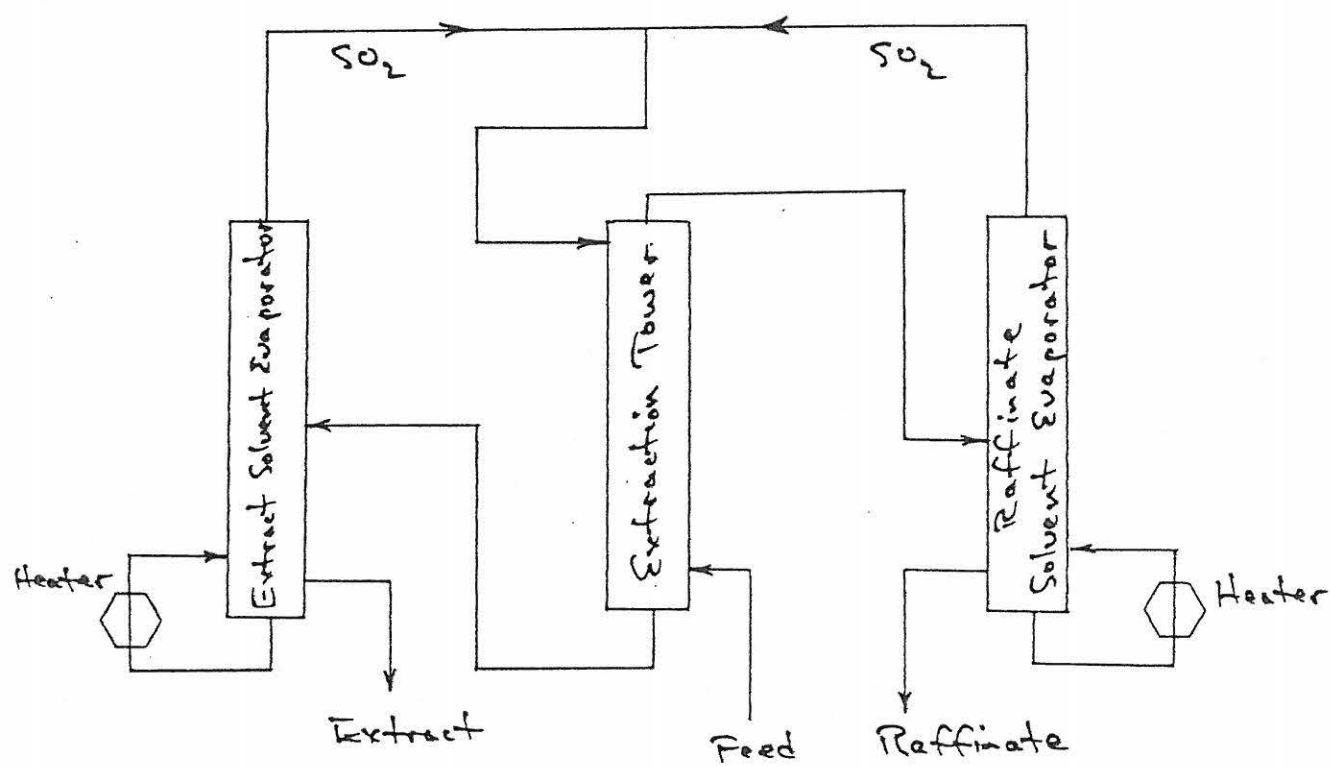 SO2
SO2
Extract Solvent Evaporator
Extraction Tower
Raffinate
Solvent Evaporator
Heater
Heater
Extract
Feed
Raffinate